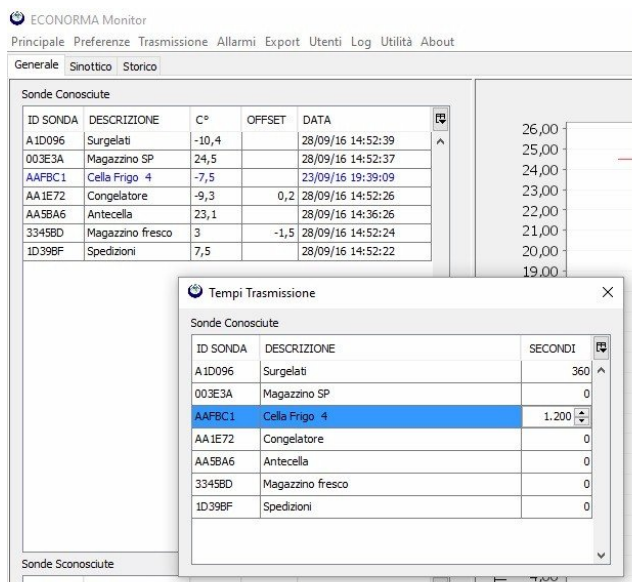 ECONORMA Monitor
Principale Preferenze Trasmissione Allarmi Export Utenti Log Utilità About
Generale Sinottico Storico
Sonde Conosciute
ID SONDA DESCRIZIONE C° OFFSET DATA
A1D096 Surgelati -10,4 28/09/16 14:52:39
003E3A Magazzino SP 24,5 28/09/16 14:52:37
AAFBC1 Cella Frigo 4 -7,5 23/09/16 19:39:09
AA1E72 Congelatore -9,3 0,2 28/09/16 14:52:26
AA5BA6 Antecella 23,1 28/09/16 14:36:26
3345BD Magazzino fresco 3 -1,5 28/09/16 14:52:24
1D39BF Spedizioni 7,5 28/09/16 14:52:22
26,00
25,00
24,00
23,00
22,00
21,00
20,00
19,00
Tempi Trasmissione
Sonde Conosciute
ID SONDA DESCRIZIONE SECONDI
A1D096 Surgelati 360
003E3A Magazzino SP 0
AAFBC1 Cella Frigo 4 1.200
AA1E72 Congelatore 0
AA5BA6 Antecella 0
3345BD Magazzino fresco 0
1D39BF Spedizioni 0
Sonde Sconosciute
4,00